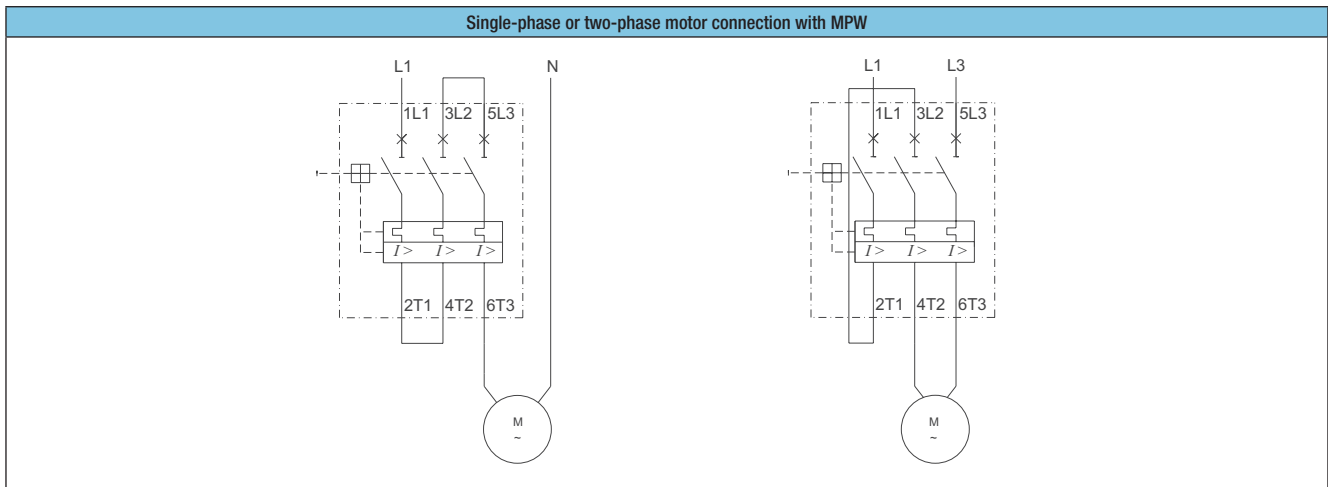 Single-phase or two-phase motor connection with MPW
L1 N L1 L3
1L1 3L2 5L3 1L1 3L2 5L3
I > I > I > I > I > I >
2T1 4T2 6T3 2T1 4T2 6T3
M M
~ ~